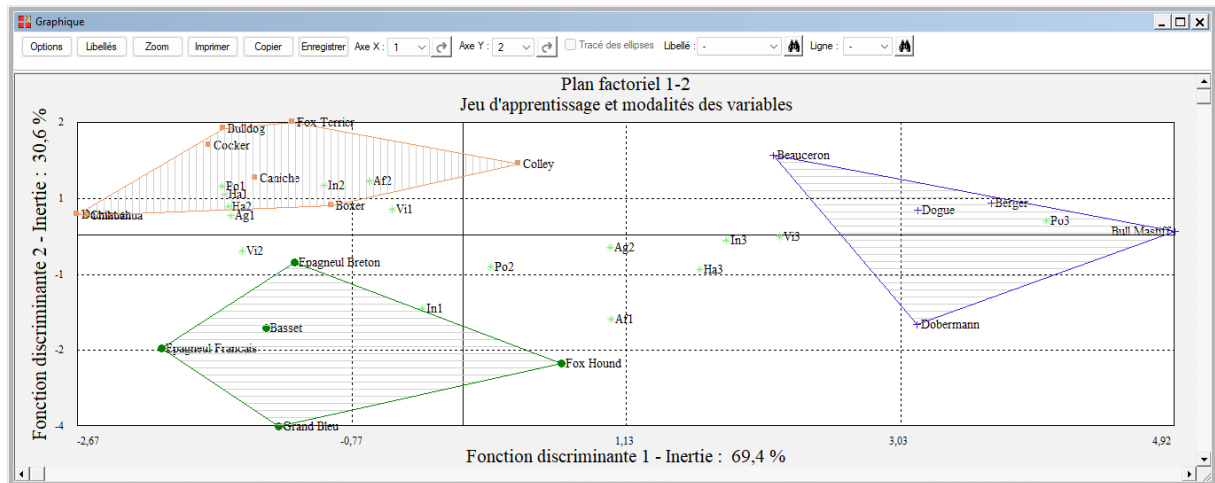 Graphique
Options Libellés Zoom Imprimer Copier Enregistrer Axe X : 1 Axe Y : 2 Tracé des ellipses Libellé : - Ligne : -
Plan factoriel 1-2
Jeu d'apprentissage et modalités des variables
Fonction discriminante 2 - Inertie : 30,6 %
2
Fox Terrier
Bulldog
Cocker
Beauceron
Colley
Caniche
Af2
In2
Po1
Ha1
1
Berger
Boxer
Ha2
Vi1
Dogue
Chihuahua
Ag1
Po3
Bull Mastiff
Vi3
In3
Ag2
Vi2
Epagneul Breton
Po2
Ha3
-1
In1
Af1
Dobermann
Basset
Epagneul Francais
-2
Fox Hound
Grand Bleu
-4
-2,67 -0,77 1,13 3,03 4,92
Fonction discriminante 1 - Inertie : 69,4 %